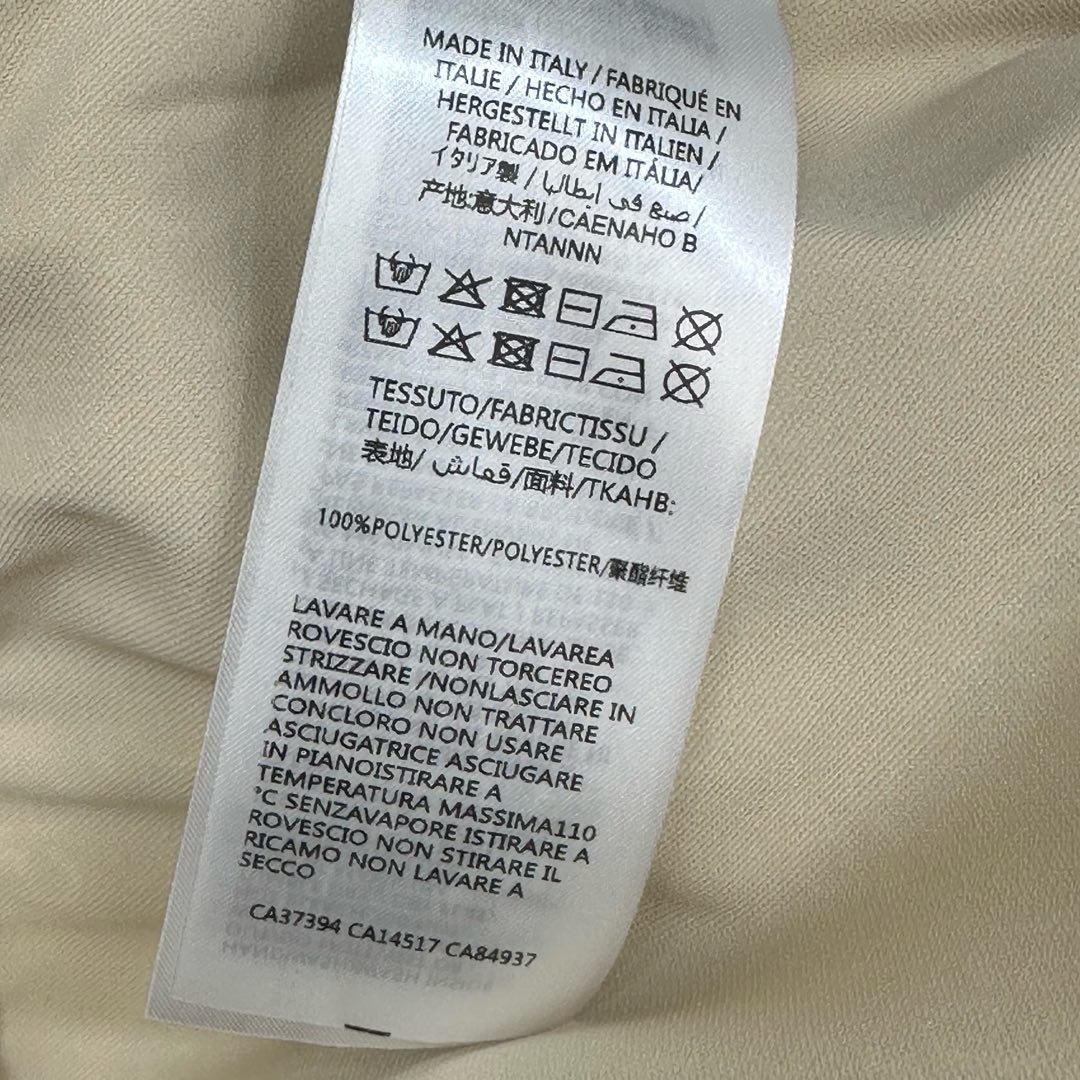 MADE IN ITALY / FABRIQUÉ EN
ITALIE / HECHO EN ITALIA /
HERGESTELLT IN ITALIEN /
FABRICADO EM ITÁLIA/
イタリア製 / صنع في إيطاليا /
产地:意大利/CAENAHO B
NTANNN
TESSUTO/FABRICTISSU /
TEIDO/GEWEBE/TECIDO
表地/ قماش/面料/TKAHB:
100%POLYESTER/POLYESTER/聚酯纤维
LAVARE A MANO/LAVAREA
ROVESCIO NON TORCEREO
STRIZZARE /NONLASCIARE IN
AMMOLLO NON TRATTARE
CONCLORO NON USARE
ASCIUGATRICE ASCIUGARE
IN PIANOISTIRARE A
TEMPERATURA MASSIMA110
°C SENZAVAPORE ISTIRARE A
ROVESCIO NON STIRARE IL
RICAMO NON LAVARE A
SECCO
CA37394 CA14517 CA84937